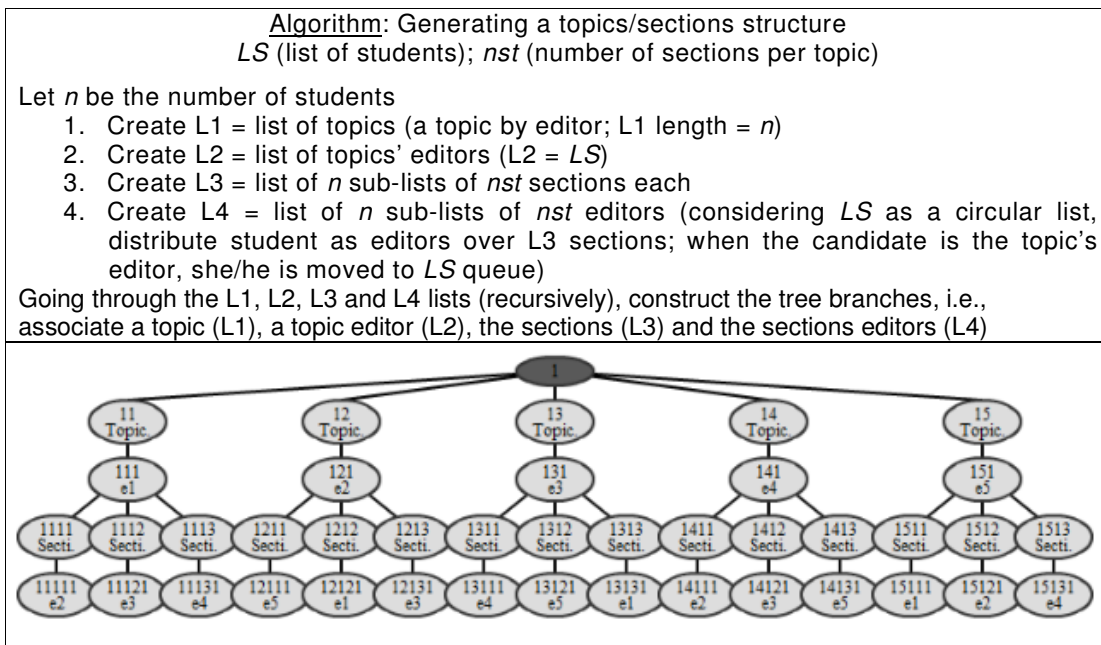 Algorithm: Generating a topics/sections structure
LS (list of students); nst (number of sections per topic)
Let n be the number of students
1. Create L1 = list of topics (a topic by editor; L1 length = n)
2. Create L2 = list of topics' editors (L2 = LS)
3. Create L3 = list of n sub-lists of nst sections each
4. Create L4 = list of n sub-lists of nst editors (considering LS as a circular list,
distribute student as editors over L3 sections; when the candidate is the topic's
editor, she/he is moved to LS queue)
Going through the L1, L2, L3 and L4 lists (recursively), construct the tree branches, i.e.,
associate a topic (L1), a topic editor (L2), the sections (L3) and the sections editors (L4)
1
11 12 13 14 15
Topic. Topic. Topic. Topic. Topic.
111 121 131 141 151
e1 e2 e3 e4 e5
1111 1112 1113 1211 1212 1213 1311 1312 1313 1411 1412 1413 1511 1512 1513
Secti. Secti. Secti. Secti. Secti. Secti. Secti. Secti. Secti. Secti. Secti. Secti. Secti. Secti. Secti.
11111 11121 11131 12111 12121 12131 13111 13121 13131 14111 14121 14131 15111 15121 15131
e2 e3 e4 e5 e1 e3 e4 e5 e1 e2 e3 e5 e1 e2 e4